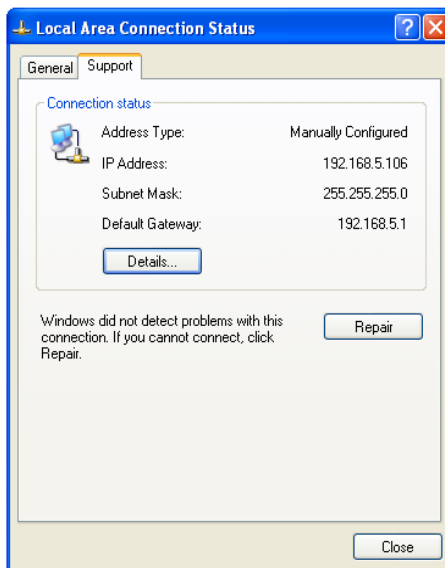 Local Area Connection Status
General Support
Connection status
Address Type: Manually Configured
IP Address: 192.168.5.106
Subnet Mask: 255.255.255.0
Default Gateway: 192.168.5.1
Details...
Windows did not detect problems with this
connection. If you cannot connect, click
Repair.
Repair
Close